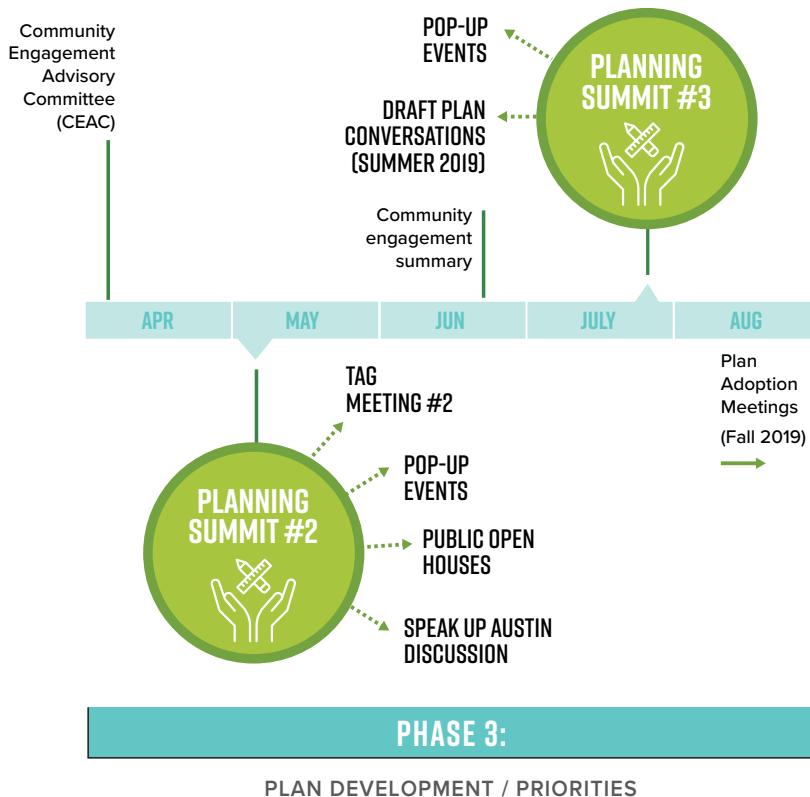 Community
Engagement
Advisory
Committee
(CEAC)
POP-UP
EVENTS
DRAFT PLAN
CONVERSATIONS
(SUMMER 2019)
PLANNING
SUMMIT #3
Community
engagement
summary
APR
MAY
JUN
JULY
AUG
TAG
MEETING #2
POP-UP
EVENTS
PUBLIC OPEN
HOUSES
SPEAK UP AUSTIN
DISCUSSION
PLANNING
SUMMIT #2
Plan
Adoption
Meetings
(Fall 2019)
PHASE 3:
PLAN DEVELOPMENT / PRIORITIES